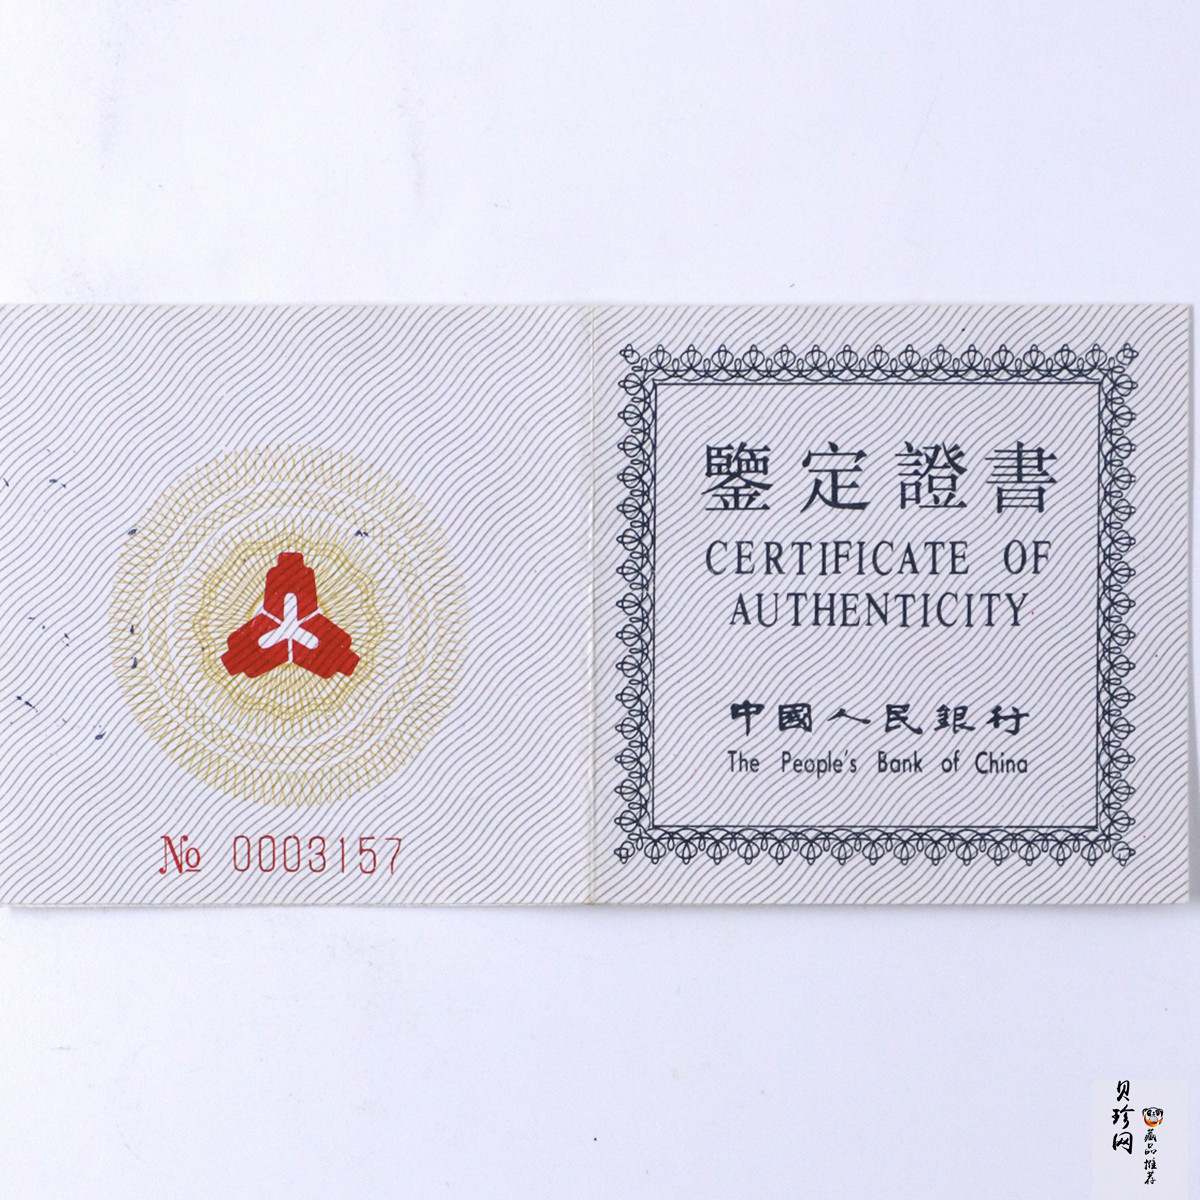 № 0003157
鑒定證書
CERTIFICATE OF
AUTHENTICITY
中國人民銀行
The People's Bank of China
贝珍网
藏品推荐